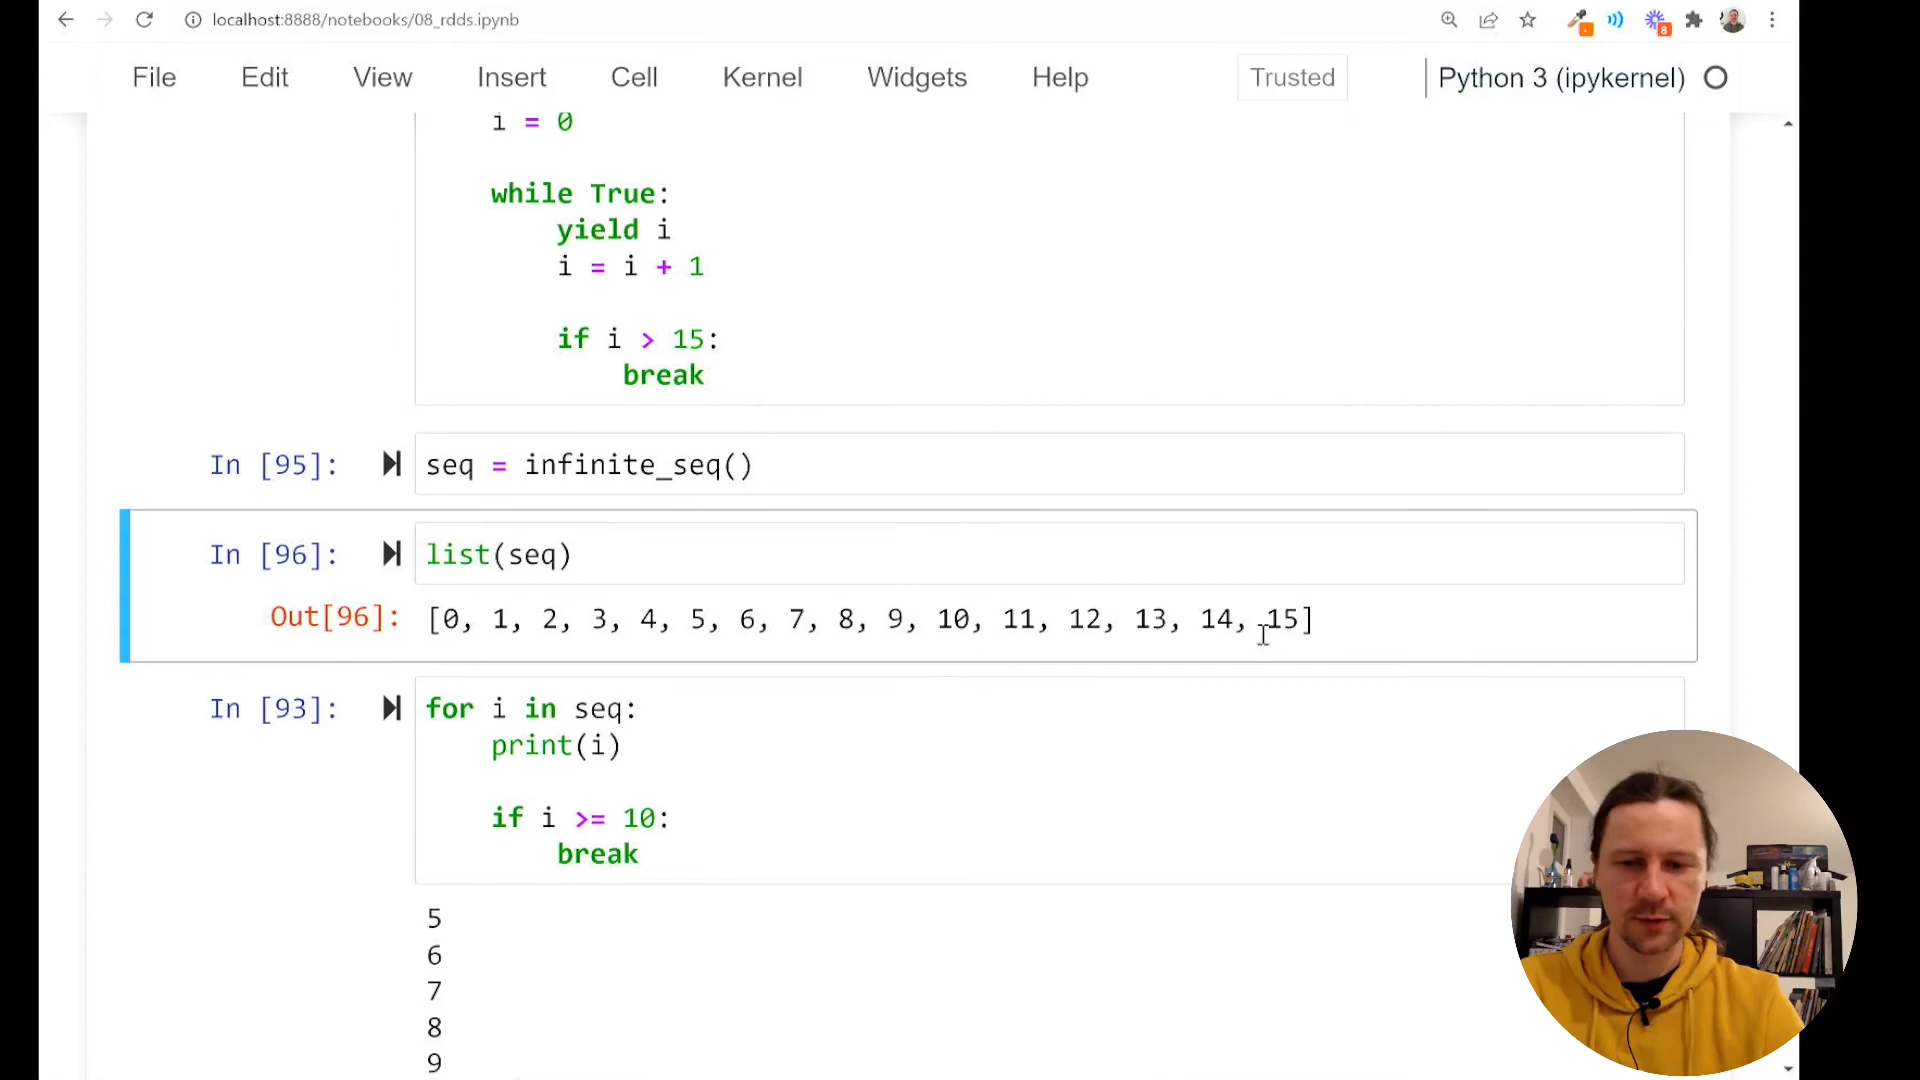 localhost:8888/notebooks/08_rdds.ipynb
8
File Edit View Insert Cell Kernel Widgets Help Trusted Python 3 (ipykernel)
i = 0
while True:
yield i
i = i + 1
if i > 15:
break
In [95]: seq = infinite_seq()
In [96]: list(seq)
Out[96]: [0, 1, 2, 3, 4, 5, 6, 7, 8, 9, 10, 11, 12, 13, 14, 15]
In [93]: for i in seq:
print(i)
if i >= 10:
break
5
6
7
8
9